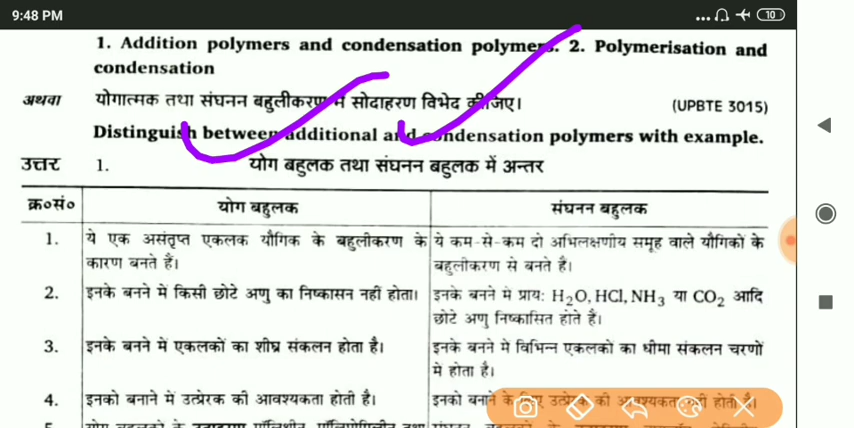 9:48 PM
10
1. Addition polymers and condensation polymers. 2. Polymerisation and
condensation
अथवा योगात्मक तथा संघनन बहुलीकरण में सोदाहरण विभेद कीजिए। (UPBTE 3015)
Distinguish between additional and condensation polymers with example.
उत्तर 1. योग बहुलक तथा संघनन बहुलक में अन्तर
क्र०सं० योग बहुलक संघनन बहुलक
1. ये एक असंतृप्त एकलक यौगिक के बहुलीकरण के ये कम-से-कम दो अभिलक्षणीय समूह वाले यौगिकों के
कारण बनते हैं। बहुलीकरण से बनते है।
2. इनके बनने में किसी छोटे अणु का निष्कासन नहीं होता। इनके बनने में प्राय: H₂O, HCl, NH₃ या CO₂ आदि
छोटे अणु निष्कासित होते हैं।
3. इनके बनने में एकलकों का शीघ्र संकलन होता है। इनके बनने में विभिन्न एकलकों का धीमा संकलन चरणों
में होता है।
4. इनको बनाने में उत्प्रेरक की आवश्यकता होती है। इनको बनाने के उत्प्रेरक की आवश्यकता नहीं होती है।